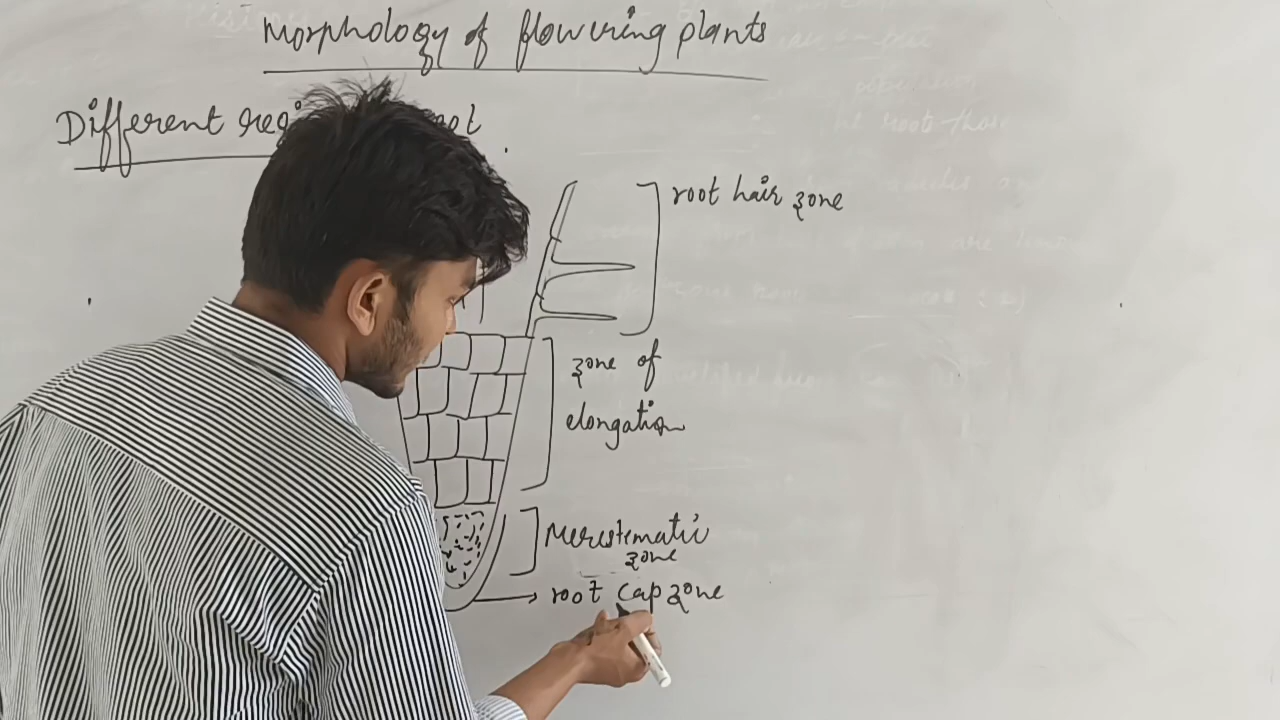 Morphology of flowering plants
Different
root hair zone
zone of
elongation
Meristematic
zone
root cap zone